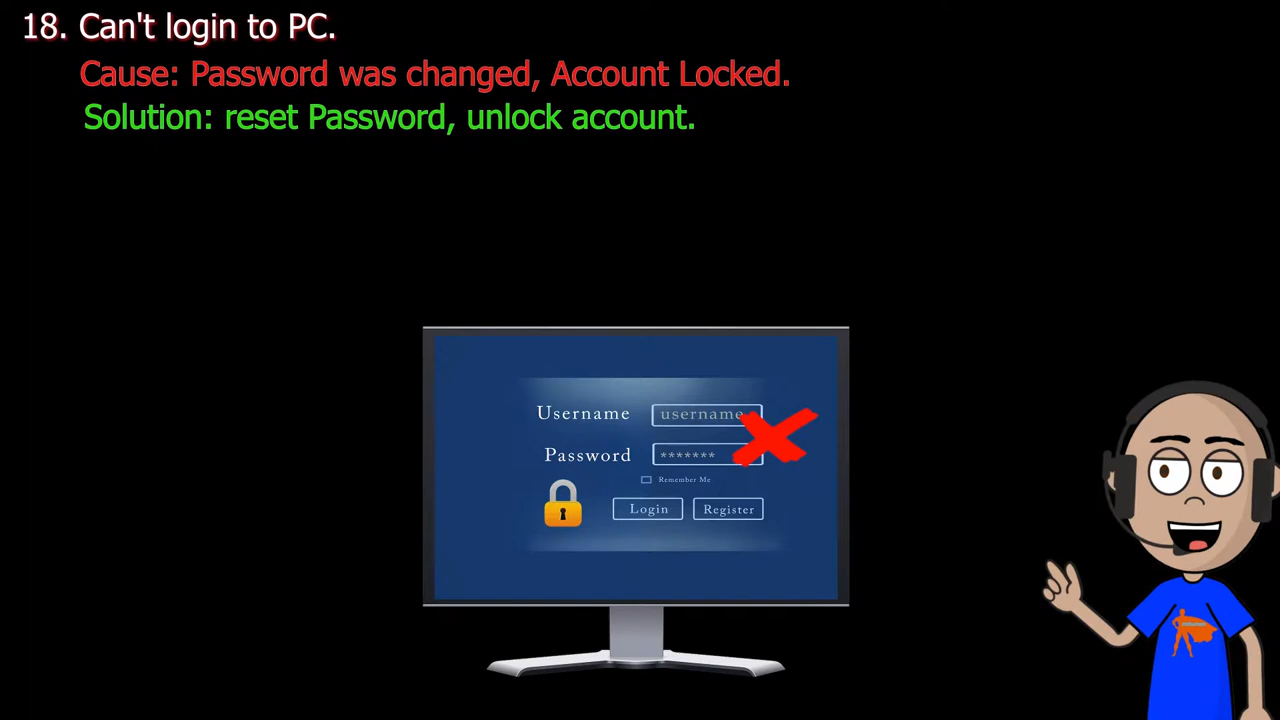 18. Can't login to PC.
Cause: Password was changed, Account Locked.
Solution: reset Password, unlock account.
Username username
Password *******
Remember Me
Login Register